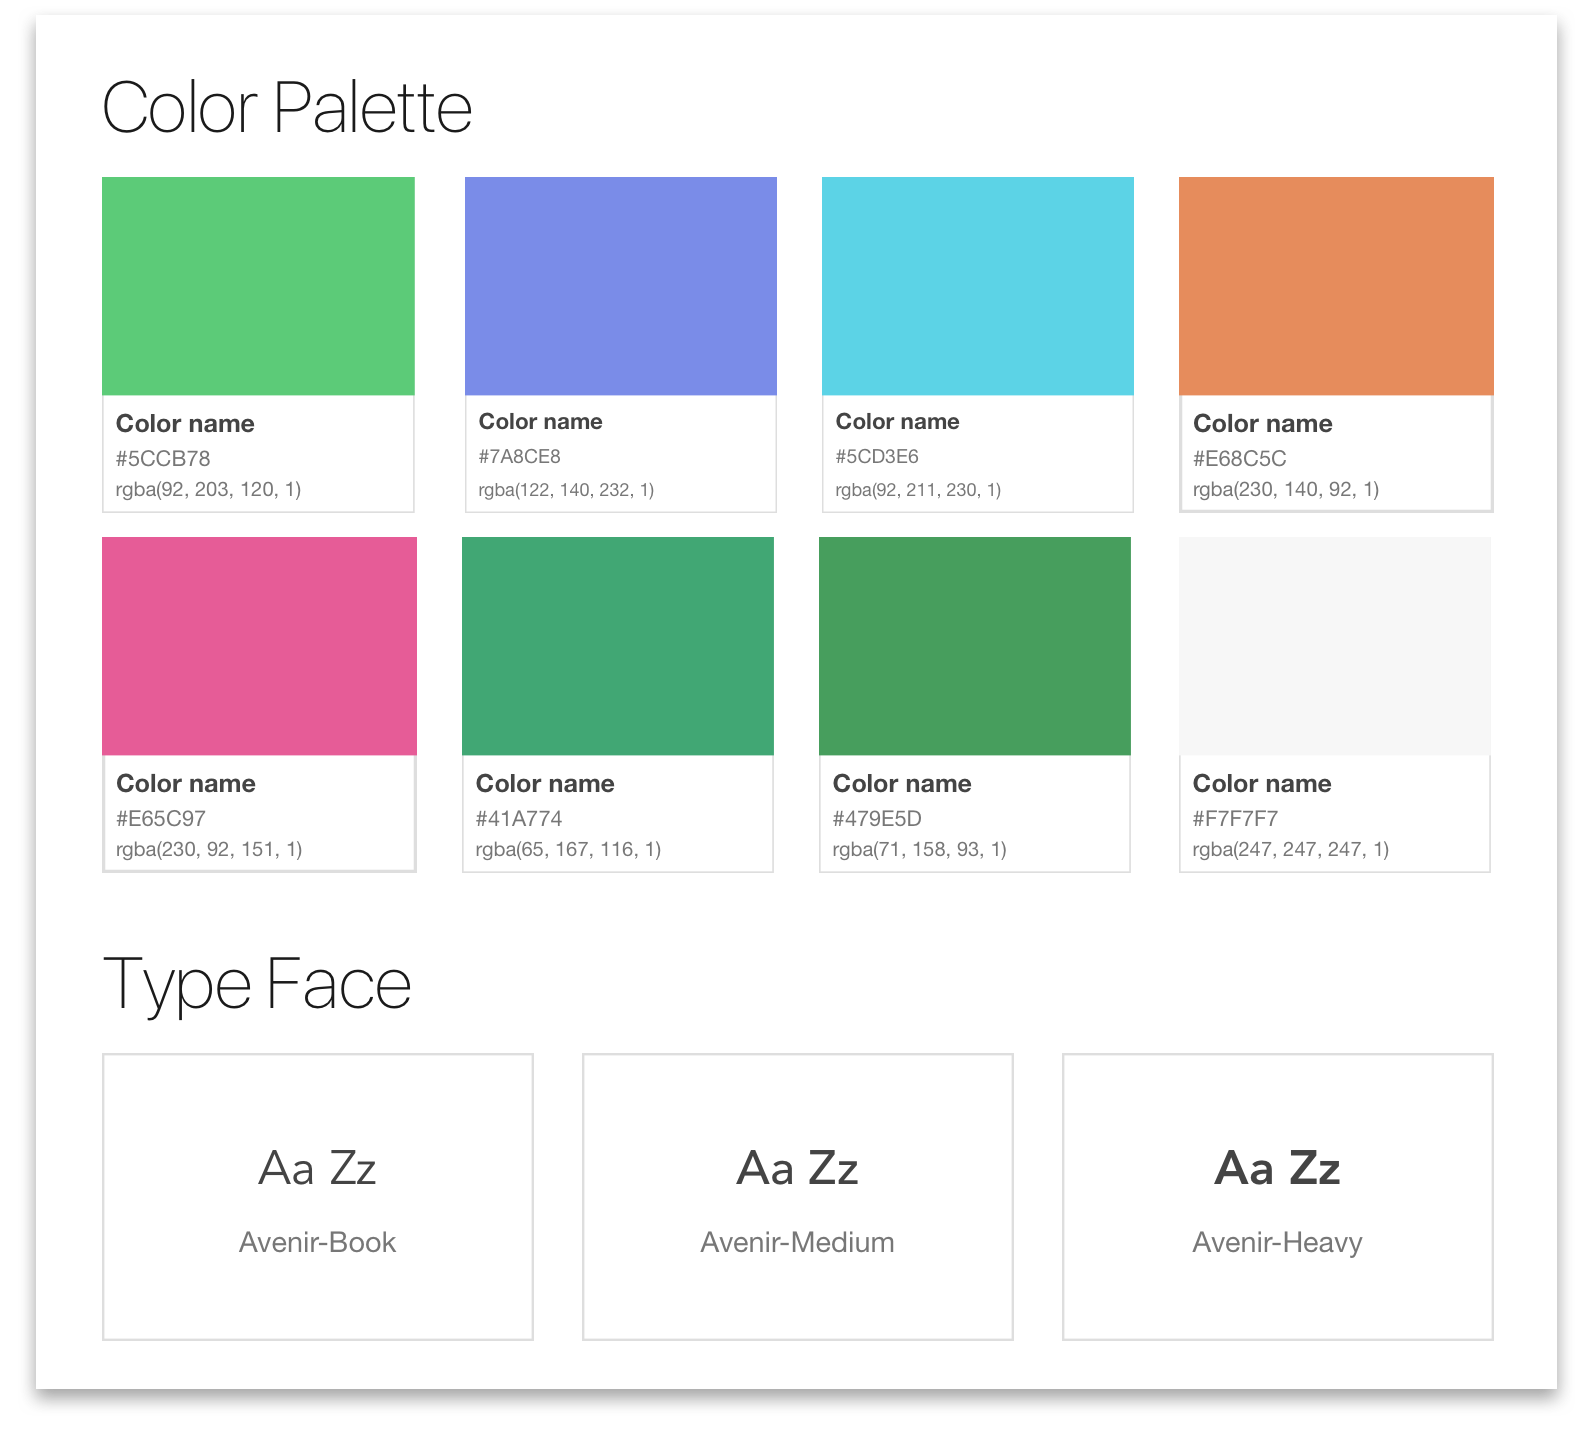 Color Palette
Color name
#5CCB78
rgba(92, 203, 120, 1)
Color name
#7A8CE8
rgba(122, 140, 232, 1)
Color name
#5CD3E6
rgba(92, 211, 230, 1)
Color name
#E68C5C
rgba(230, 140, 92, 1)
Color name
#E65C97
rgba(230, 92, 151, 1)
Color name
#41A774
rgba(65, 167, 116, 1)
Color name
#479E5D
rgba(71, 158, 93, 1)
Color name
#F7F7F7
rgba(247, 247, 247, 1)
Type Face
Aa Zz
Avenir-Book
Aa Zz
Avenir-Medium
Aa Zz
Avenir-Heavy